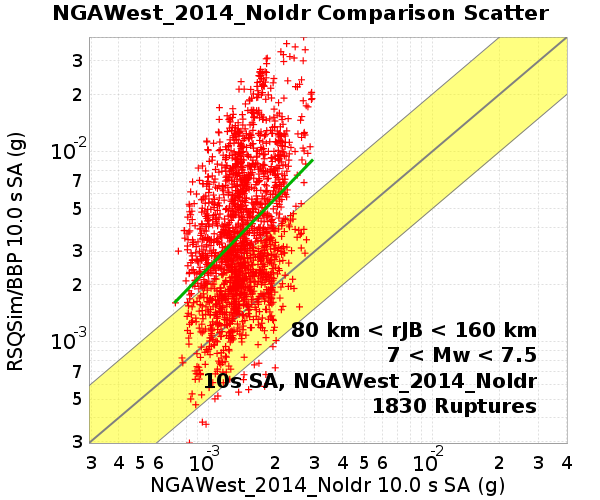 NGAWest_2014_NoIdr Comparison Scatter
3
2
10-2
7
5
3
2
10-3
7
5
3
RSQSim/BBP 10.0 s SA (g)
80 km < rJB < 160 km
7 < Mw < 7.5
10s SA, NGAWest_2014_NoIdr
1830 Ruptures
3 4 5 6 10-3 2 3 4 5 6 10-2 2 3 4
NGAWest_2014_NoIdr 10.0 s SA (g)